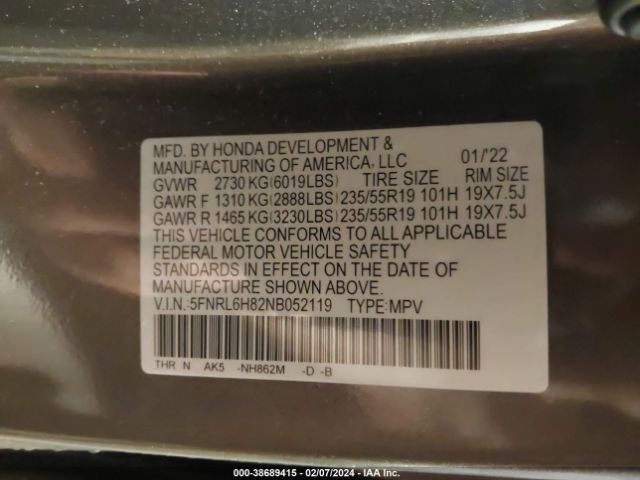 MFD. BY HONDA DEVELOPMENT &
MANUFACTURING OF AMERICA, LLC 01/'22
GVWR 2730 KG(6019LBS) TIRE SIZE RIM SIZE
GAWR F 1310 KG(2888LBS) 235/55R19 101H 19X7.5J
GAWR R 1465 KG(3230LBS) 235/55R19 101H 19X7.5J
THIS VEHICLE CONFORMS TO ALL APPLICABLE
FEDERAL MOTOR VEHICLE SAFETY
STANDARDS IN EFFECT ON THE DATE OF
MANUFACTURE SHOWN ABOVE.
V.I.N.:5FNRL6H82NB052119 TYPE:MPV
THR N AK5 -NH862M -D -B
000-38689415 - 02/07/2024 - IAA Inc.